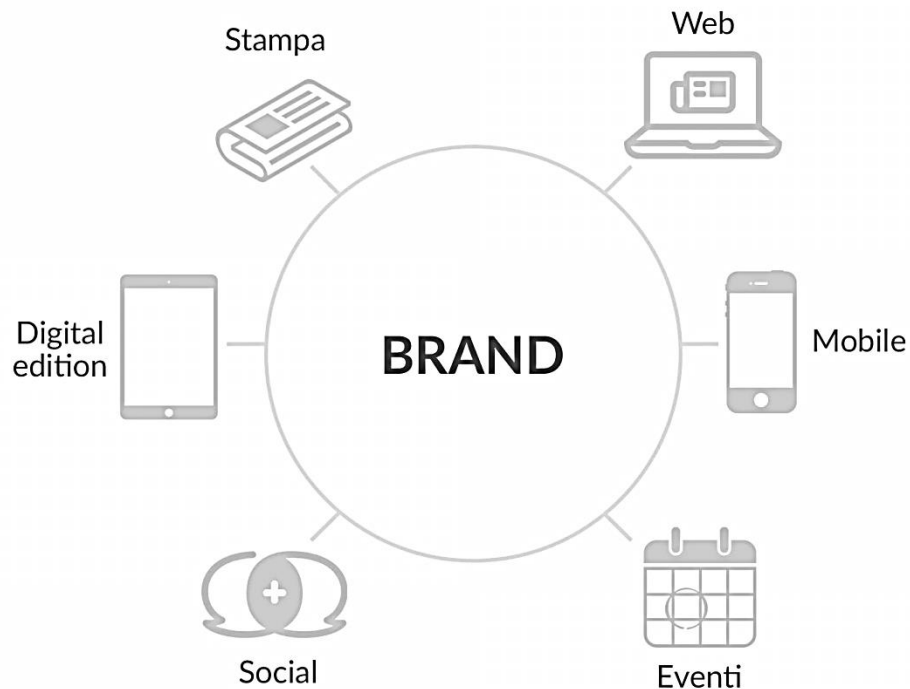 Stampa
Web
Digital
edition
BRAND
Mobile
Social
Eventi